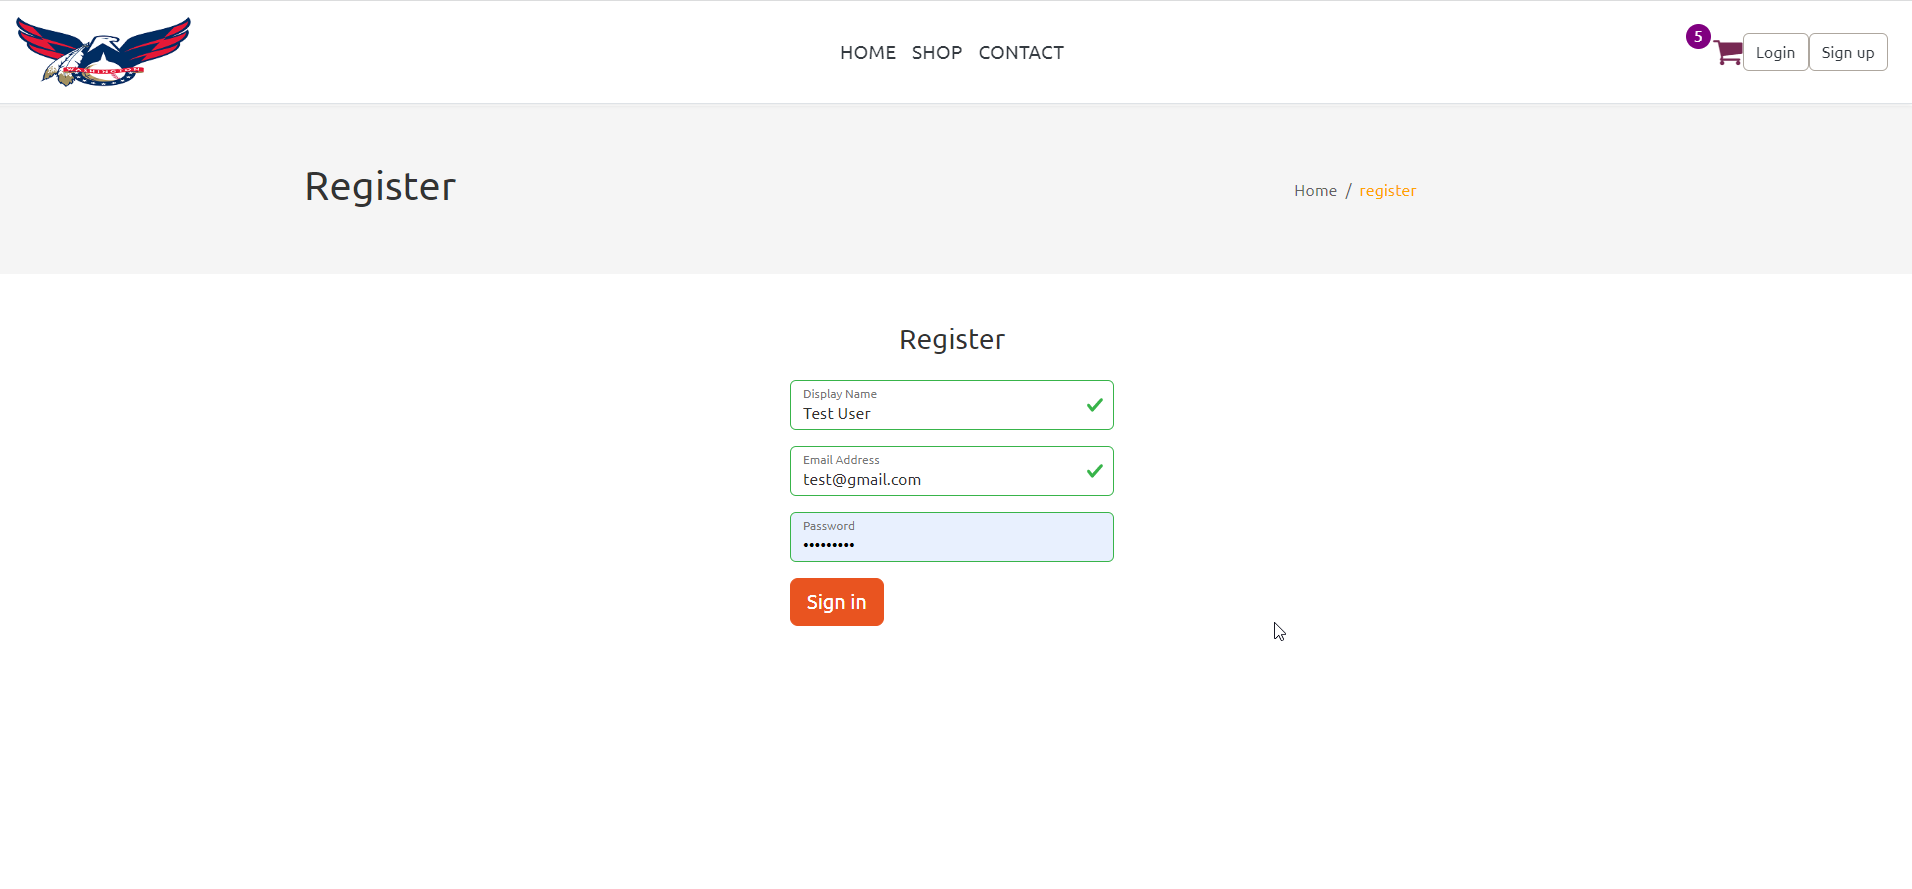 WASHINGTON
HOME SHOP CONTACT
5
Login
Sign up
Register
Home / register
Register
Display Name
Test User
Email Address
test@gmail.com
Password
•••••••••
Sign in